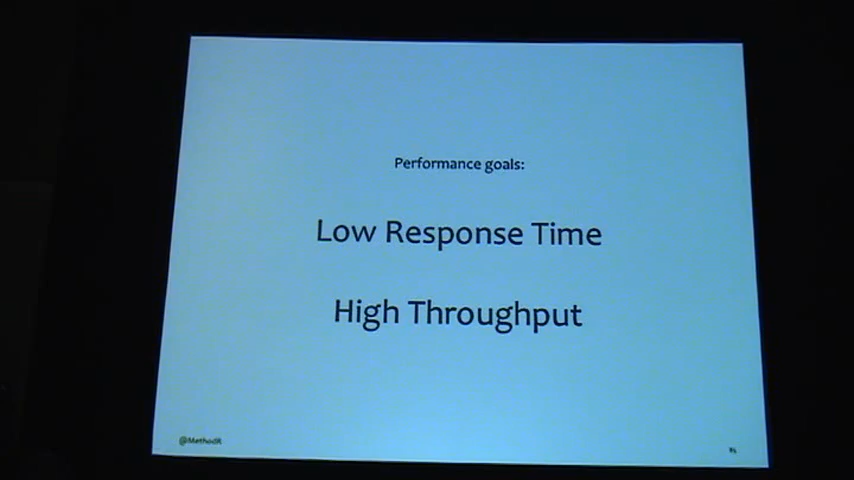 Performance goals:
Low Response Time
High Throughput
@MethodR